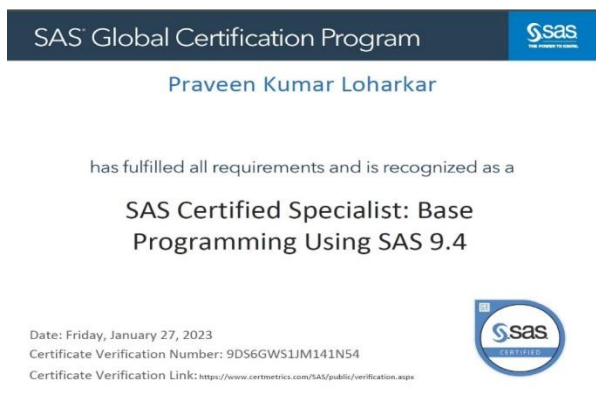 SAS® Global Certification Program
sas
THE POWER TO KNOW.
Praveen Kumar Loharkar
has fulfilled all requirements and is recognized as a
SAS Certified Specialist: Base
Programming Using SAS 9.4
Date: Friday, January 27, 2023
Certificate Verification Number: 9DS6GWS1JM141N54
Certificate Verification Link: https://www.certmetrics.com/SAS/public/verification.aspx
sas
CERTIFIED